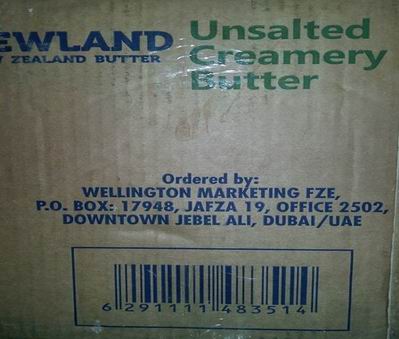 EWLAND Unsalted
ZEALAND BUTTER Creamery
Butter
Ordered by:
WELLINGTON MARKETING FZE,
P.O. BOX: 17948, JAFZA 19, OFFICE 2502,
DOWNTOWN JEBEL ALI, DUBAI/UAE
6 291111 483514